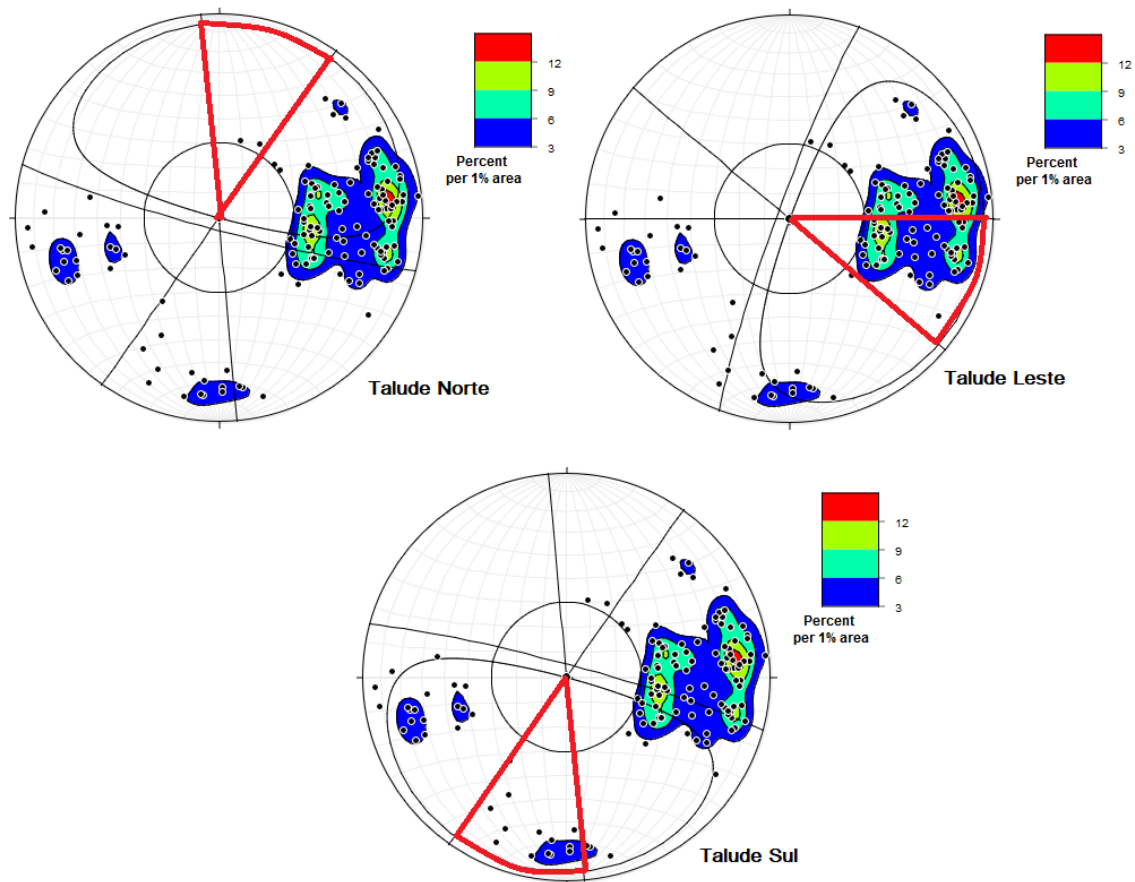 12
9
6
3
Percent
per 1% area
Talude Norte
12
9
6
3
Percent
per 1% area
Talude Leste
12
9
6
3
Percent
per 1% area
Talude Sul